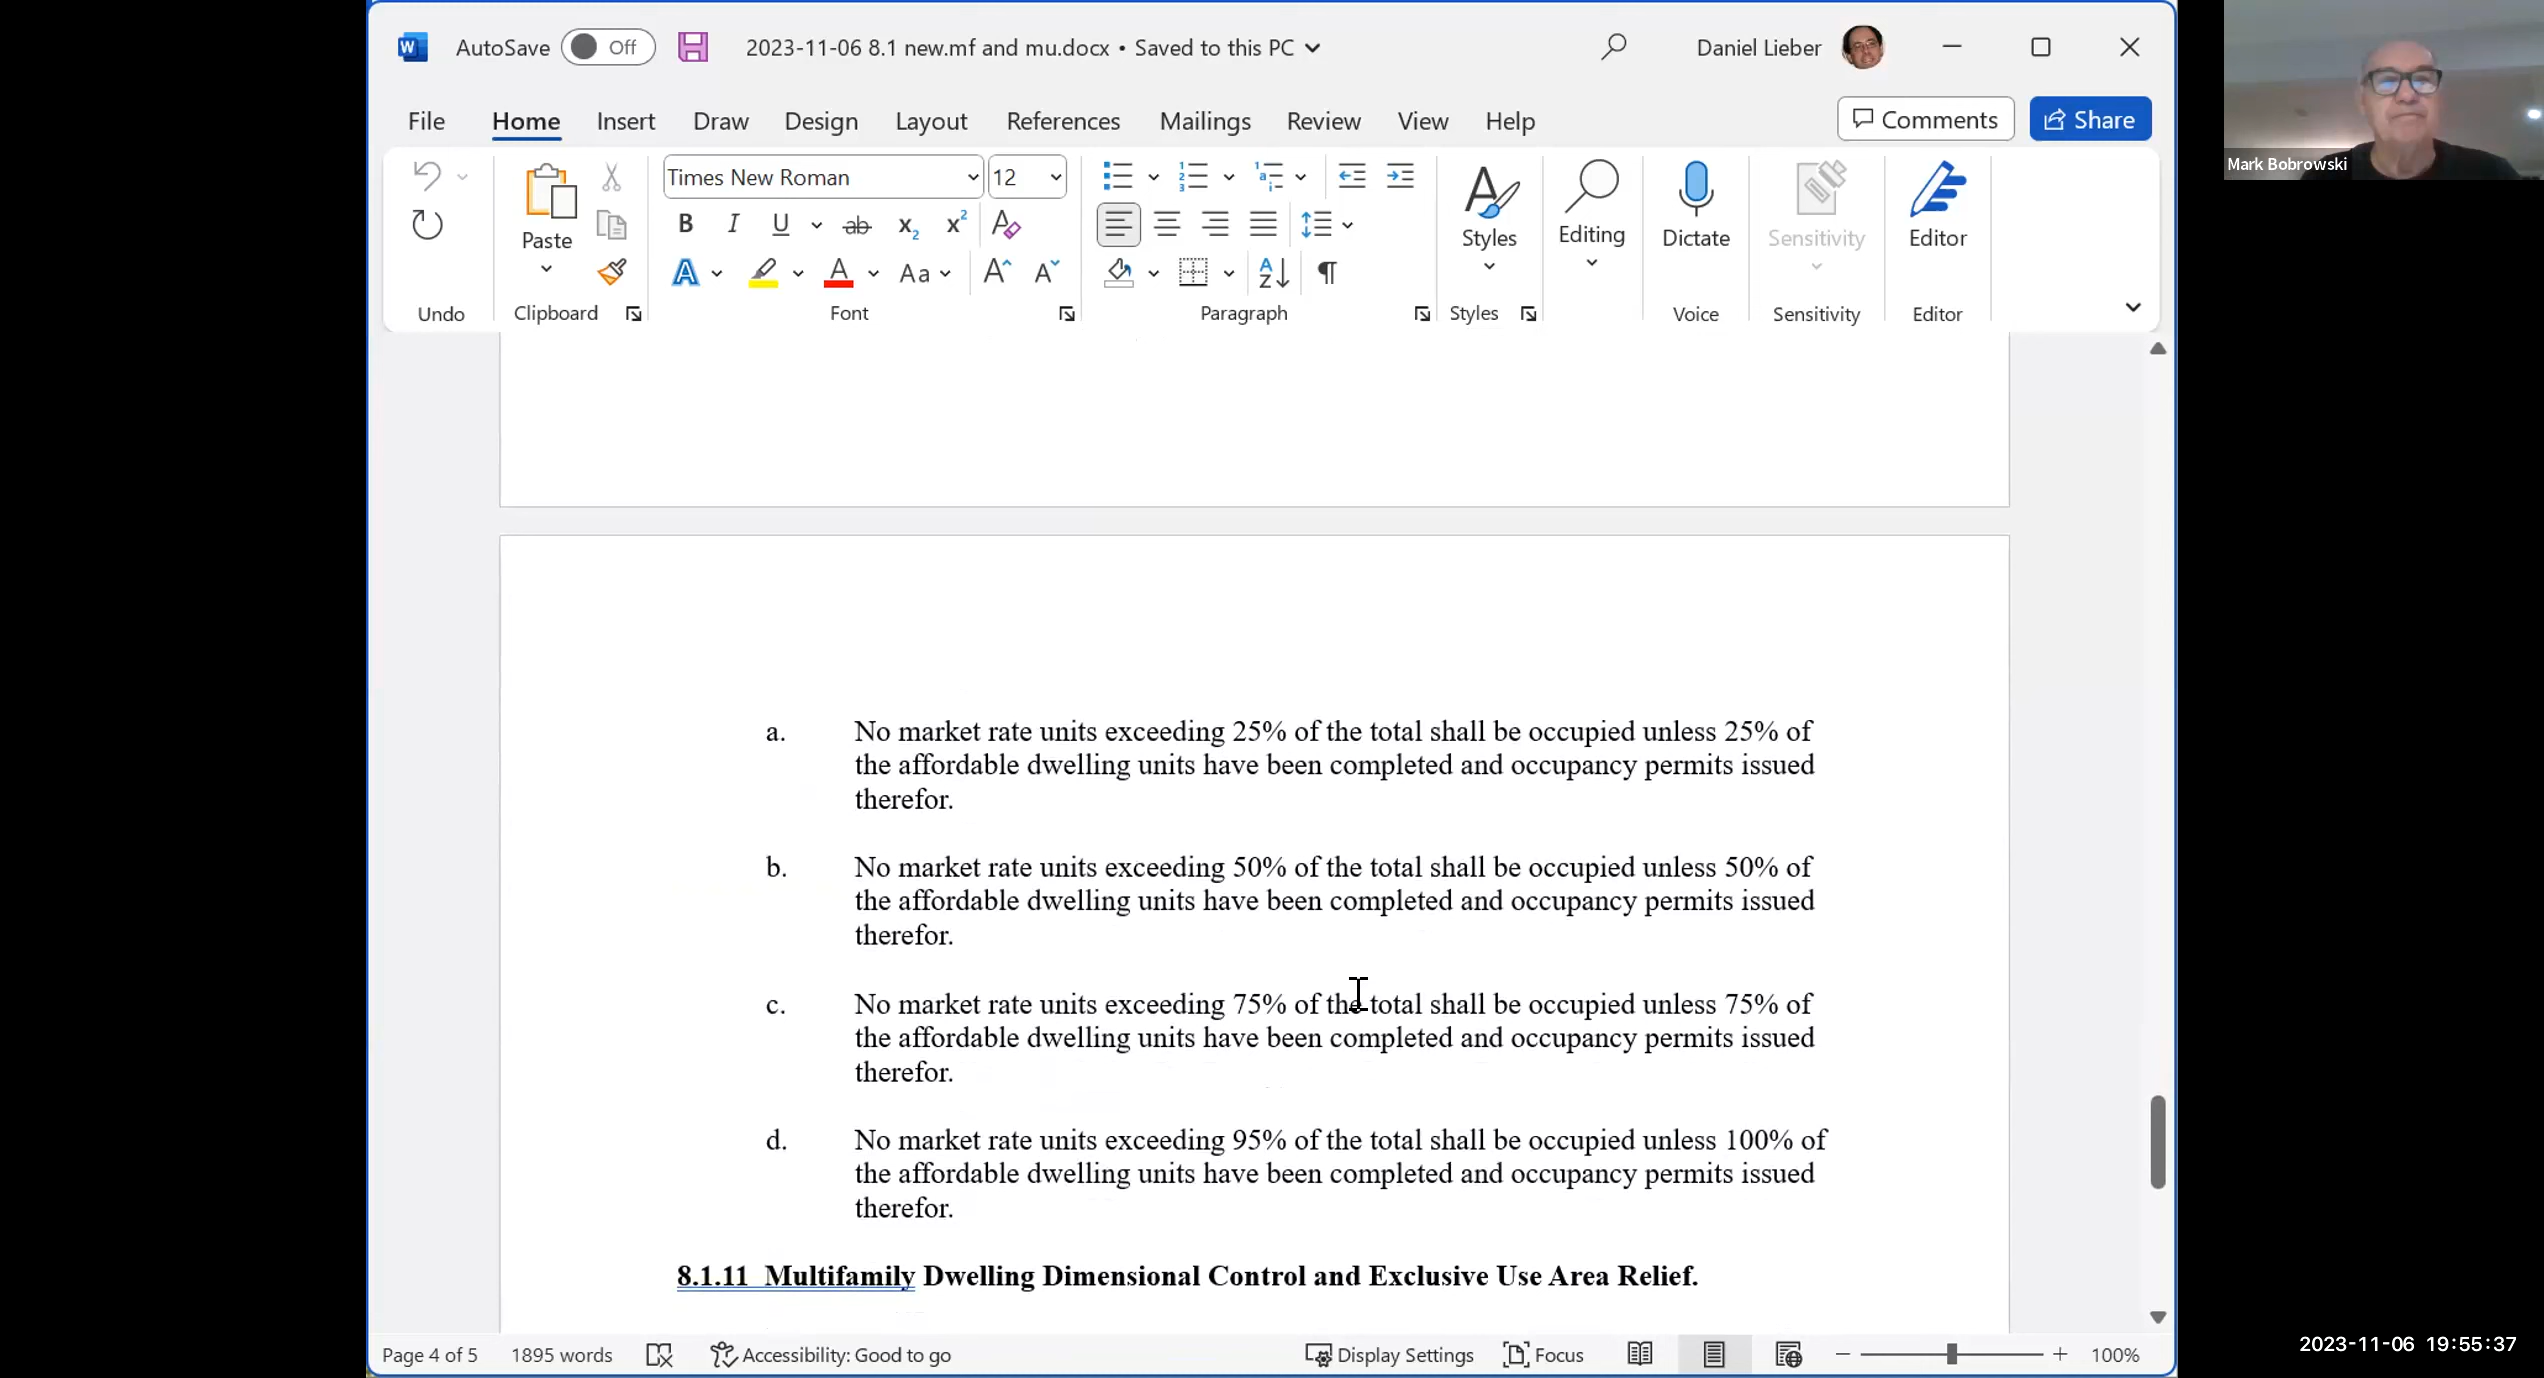 AutoSave Off 2023-11-06 8.1 new.mf and mu.docx • Saved to this PC Daniel Lieber
File Home Insert Draw Design Layout References Mailings Review View Help Comments Share
Times New Roman 12
Paste
Styles Editing Dictate Sensitivity Editor
Undo Clipboard Font Paragraph Styles Voice Sensitivity Editor
Mark Bobrowski
a. No market rate units exceeding 25% of the total shall be occupied unless 25% of
the affordable dwelling units have been completed and occupancy permits issued
therefor.
b. No market rate units exceeding 50% of the total shall be occupied unless 50% of
the affordable dwelling units have been completed and occupancy permits issued
therefor.
c. No market rate units exceeding 75% of the total shall be occupied unless 75% of
the affordable dwelling units have been completed and occupancy permits issued
therefor.
d. No market rate units exceeding 95% of the total shall be occupied unless 100% of
the affordable dwelling units have been completed and occupancy permits issued
therefor.
8.1.11 Multifamily Dwelling Dimensional Control and Exclusive Use Area Relief.
Page 4 of 5 1895 words Accessibility: Good to go Display Settings Focus 100%
2023-11-06 19:55:37